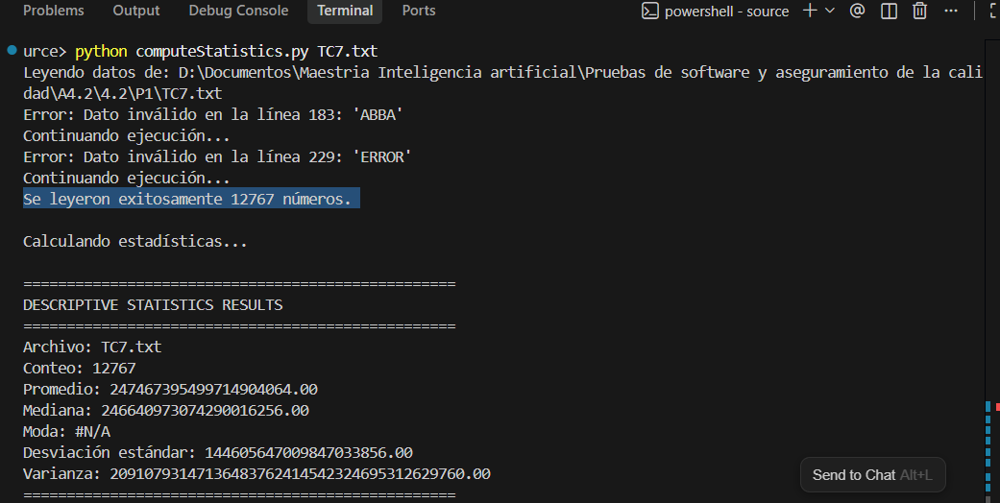 Problems Output Debug Console Terminal Ports powershell - source
urce> python computeStatistics.py TC7.txt
Leyendo datos de: D:\Documentos\Maestria Inteligencia artificial\Pruebas de software y aseguramiento de la cali
dad\A4.2\4.2\P1\TC7.txt
Error: Dato inválido en la línea 183: 'ABBA'
Continuando ejecución...
Error: Dato inválido en la línea 229: 'ERROR'
Continuando ejecución...
Se leyeron exitosamente 12767 números.
Calculando estadísticas...
==================================================
DESCRIPTIVE STATISTICS RESULTS
==================================================
Archivo: TC7.txt
Conteo: 12767
Promedio: 247467395499714904064.00
Mediana: 246640973074290016256.00
Moda: #N/A
Desviación estándar: 144605647009847033856.00
Varianza: 20910793147136483762414542324695312629760.00
==================================================
Send to Chat Alt+L